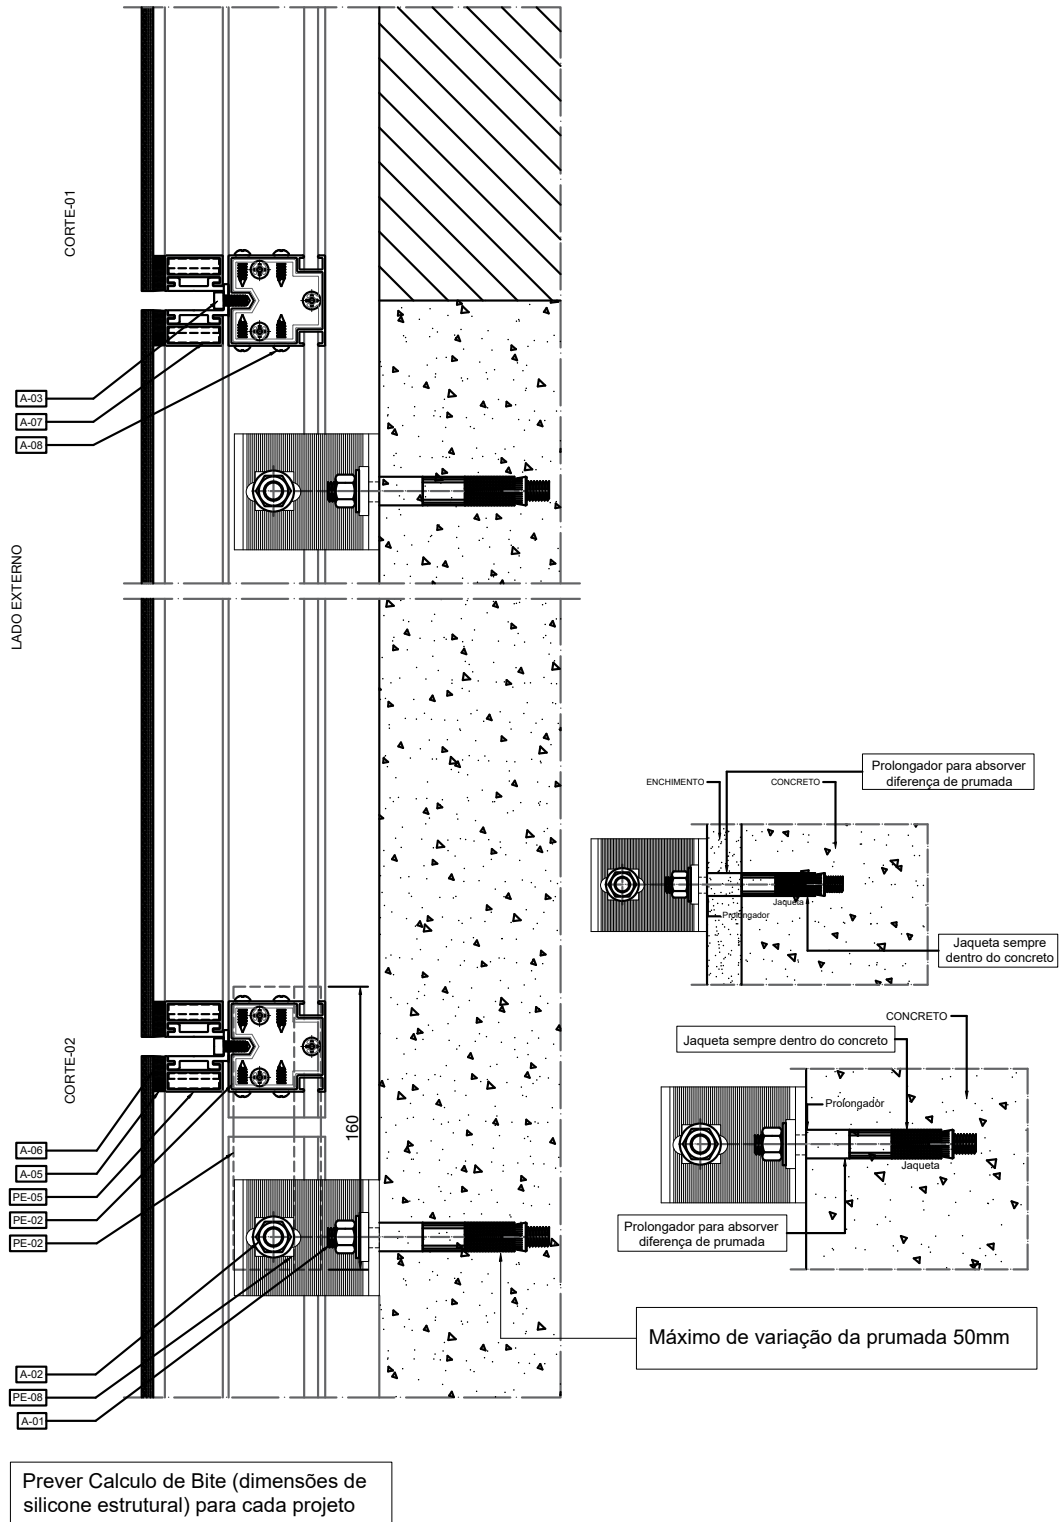 CORTE-01
A-03
A-07
A-08
LADO EXTERNO
Prolongador para absorver
diferença de prumada
ENCHIMENTO
CONCRETO
Jaqueta
Prolongador
Jaqueta sempre
dentro do concreto
CONCRETO
Jaqueta sempre dentro do concreto
Prolongador
Jaqueta
Prolongador para absorver
diferença de prumada
CORTE-02
160
A-06
A-05
PE-05
PE-02
PE-02
Máximo de variação da prumada 50mm
A-02
PE-08
A-01
Prever Calculo de Bite (dimensões de
silicone estrutural) para cada projeto